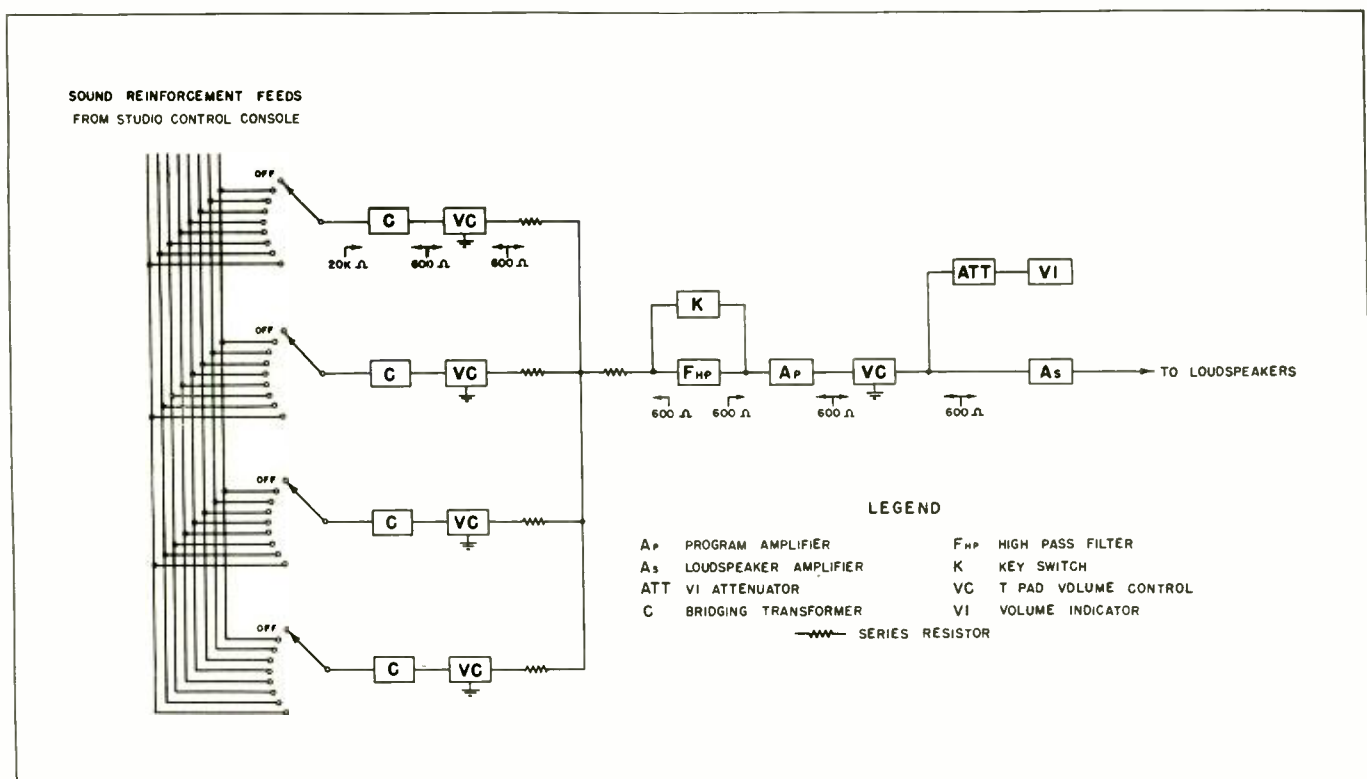 SOUND REINFORCEMENT FEEDS
FROM STUDIO CONTROL CONSOLE
OFF
C
VC
20K Ω
600 Ω
600 Ω
OFF
C
VC
K
FHP
600 Ω
600 Ω
AP
600 Ω
VC
600 Ω
ATT
VI
AS
TO LOUDSPEAKERS
OFF
C
VC
OFF
C
VC
LEGEND
AP PROGRAM AMPLIFIER
AS LOUDSPEAKER AMPLIFIER
ATT VI ATTENUATOR
C BRIDGING TRANSFORMER
FHP HIGH PASS FILTER
K KEY SWITCH
VC T PAD VOLUME CONTROL
VI VOLUME INDICATOR
SERIES RESISTOR